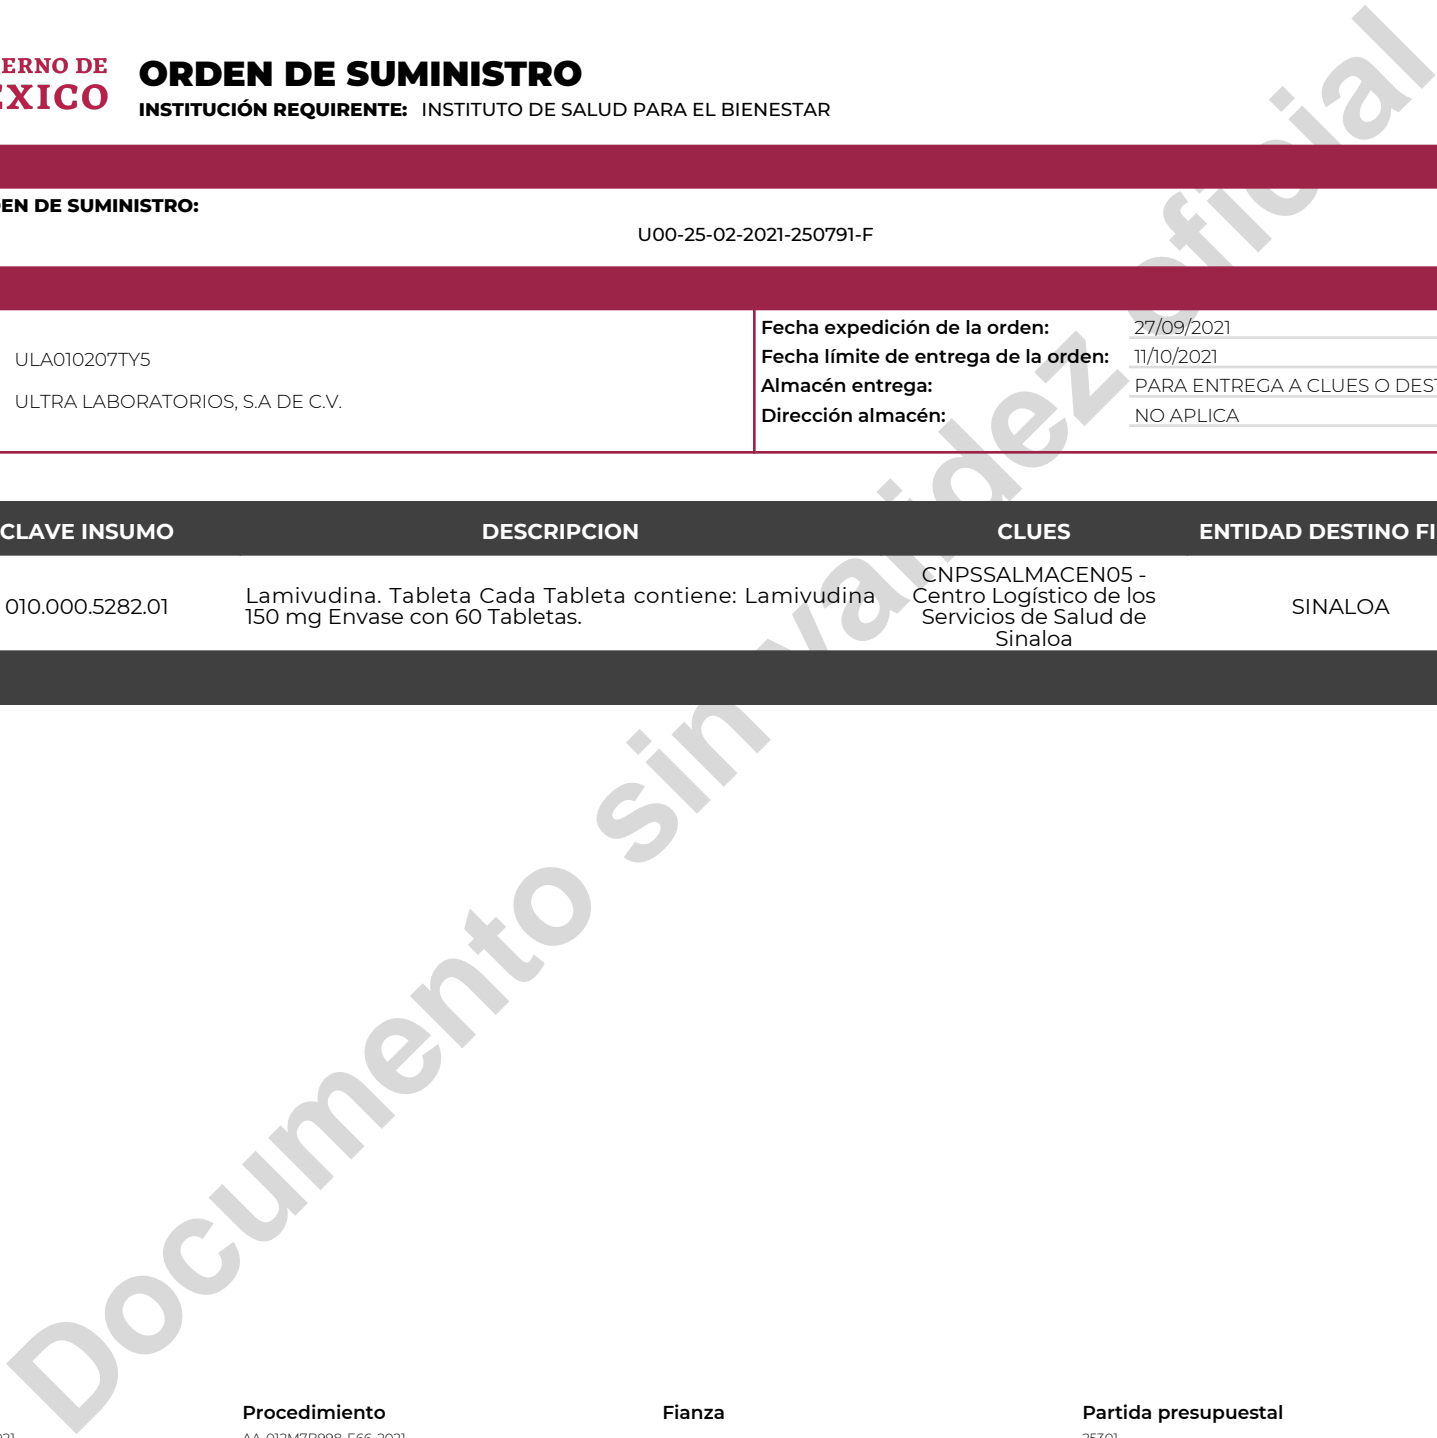 ERNO DE
ÉXICO
ORDEN DE SUMINISTRO
INSTITUCIÓN REQUIRENTE: INSTITUTO DE SALUD PARA EL BIENESTAR
EN DE SUMINISTRO:
U00-25-02-2021-250791-F
ULA010207TY5
ULTRA LABORATORIOS, S.A DE C.V.
Fecha expedición de la orden: 27/09/2021
Fecha límite de entrega de la orden: 11/10/2021
Almacén entrega: PARA ENTREGA A CLUES O DEST
Dirección almacén: NO APLICA
CLAVE INSUMO DESCRIPCION CLUES ENTIDAD DESTINO FI
010.000.5282.01
Lamivudina. Tableta Cada Tableta contiene: Lamivudina
150 mg Envase con 60 Tabletas.
CNPSSALMACEN05 -
Centro Logístico de los
Servicios de Salud de
Sinaloa
SINALOA
Documento sin validez oficial
Procedimiento Fianza Partida presupuestal